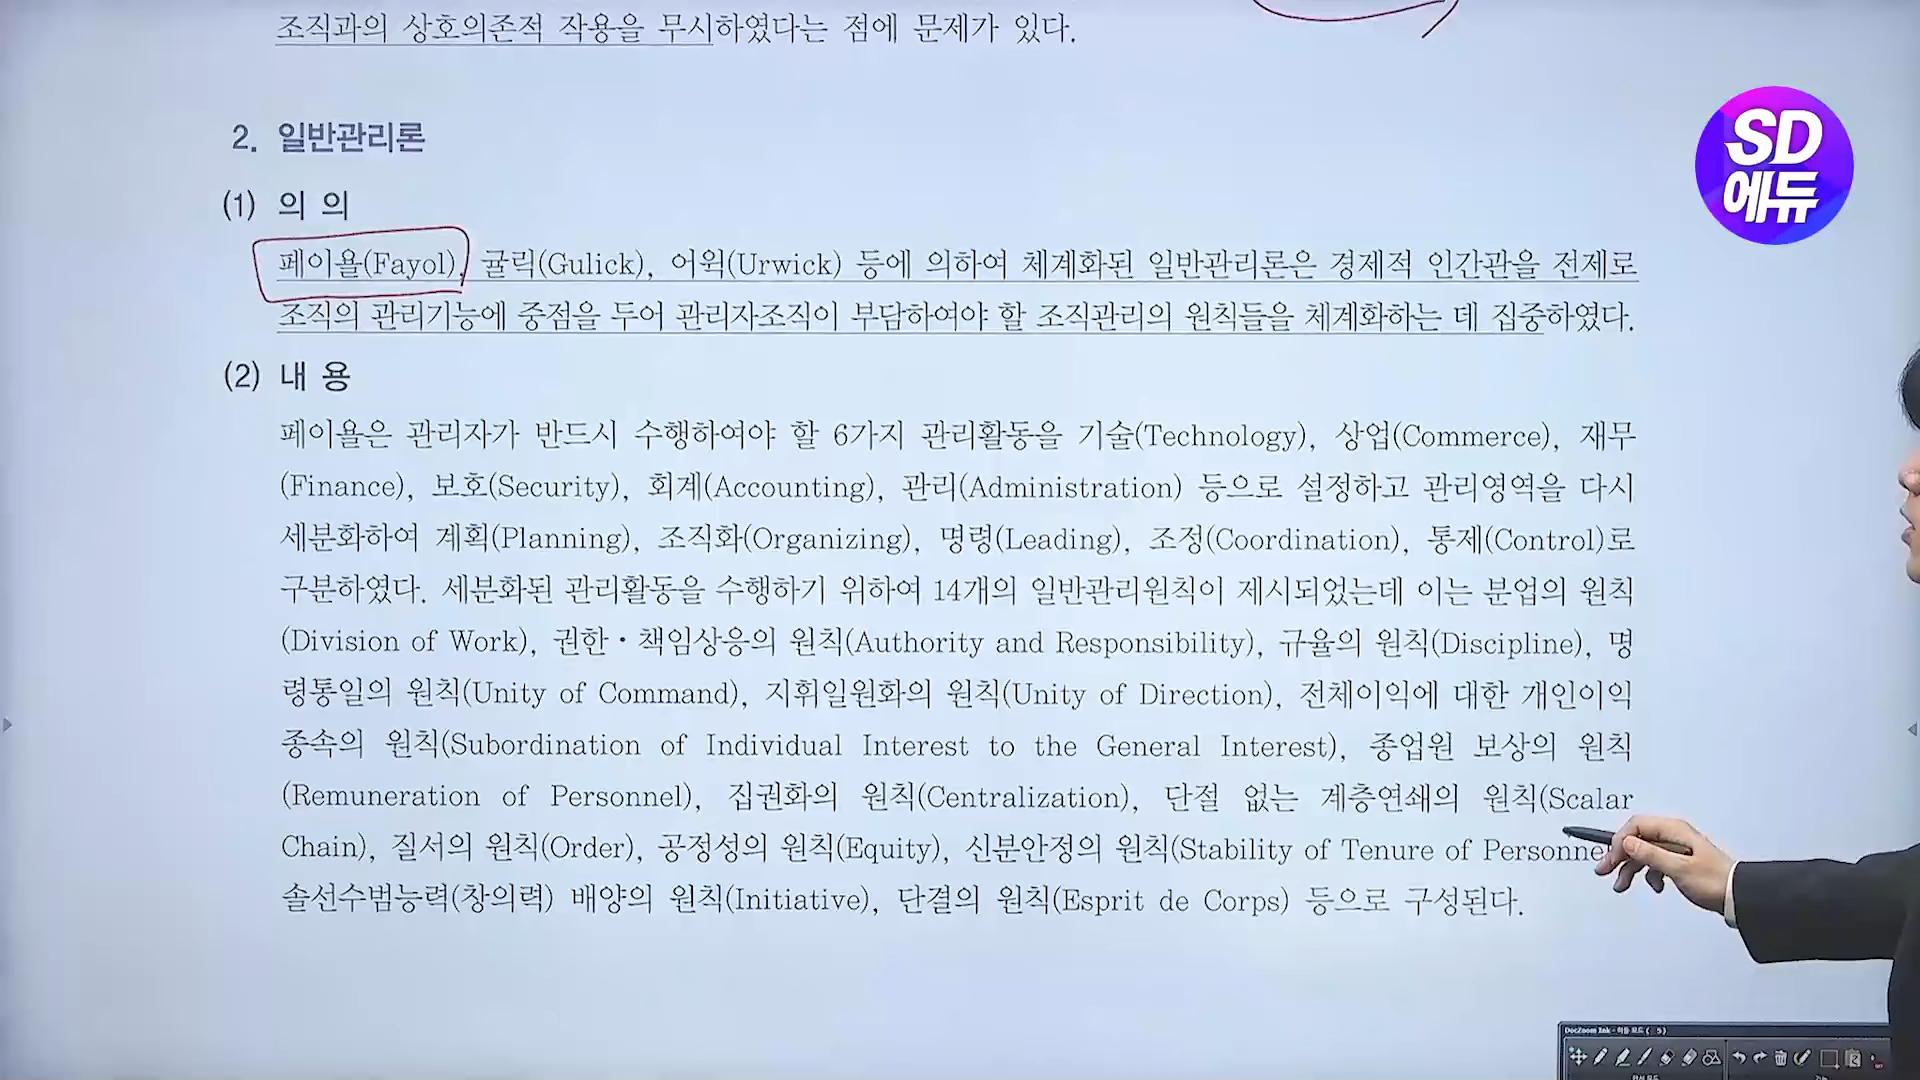 조직과의 상호의존적 작용을 무시하였다는 점에 문제가 있다.
SD
에듀
2. 일반관리론
(1) 의 의
페이욜(Fayol), 귤릭(Gulick), 어윅(Urwick) 등에 의하여 체계화된 일반관리론은 경제적 인간관을 전제로
조직의 관리기능에 중점을 두어 관리자조직이 부담하여야 할 조직관리의 원칙들을 체계화하는 데 집중하였다.
(2) 내 용
페이욜은 관리자가 반드시 수행하여야 할 6가지 관리활동을 기술(Technology), 상업(Commerce), 재무
(Finance), 보호(Security), 회계(Accounting), 관리(Administration) 등으로 설정하고 관리영역을 다시
세분화하여 계획(Planning), 조직화(Organizing), 명령(Leading), 조정(Coordination), 통제(Control)로
구분하였다. 세분화된 관리활동을 수행하기 위하여 14개의 일반관리원칙이 제시되었는데 이는 분업의 원칙
(Division of Work), 권한·책임상응의 원칙(Authority and Responsibility), 규율의 원칙(Discipline), 명
령통일의 원칙(Unity of Command), 지휘일원화의 원칙(Unity of Direction), 전체이익에 대한 개인이익
종속의 원칙(Subordination of Individual Interest to the General Interest), 종업원 보상의 원칙
(Remuneration of Personnel), 집권화의 원칙(Centralization), 단절 없는 계층연쇄의 원칙(Scalar
Chain), 질서의 원칙(Order), 공정성의 원칙(Equity), 신분안정의 원칙(Stability of Tenure of Personne
솔선수범능력(창의력) 배양의 원칙(Initiative), 단결의 원칙(Esprit de Corps) 등으로 구성된다.
DocZoom Ink